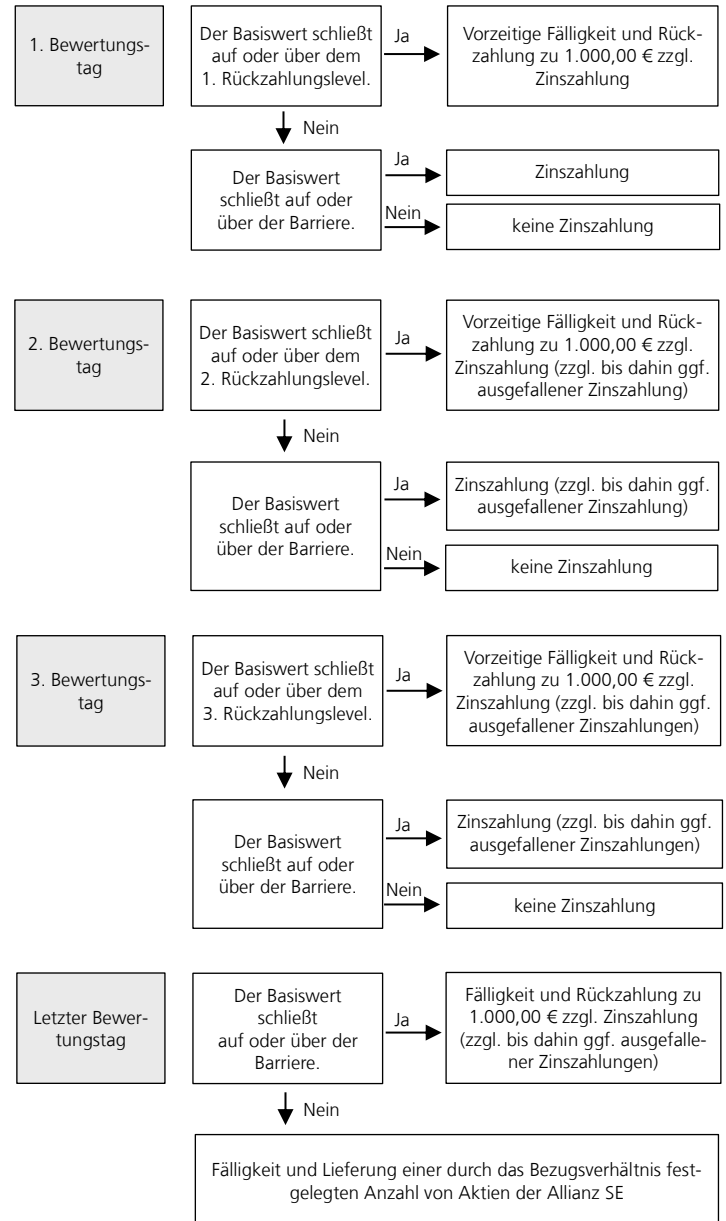 1. Bewertungs-
tag
Der Basiswert schließt
auf oder über dem
1. Rückzahlungslevel.
Ja
Vorzeitige Fälligkeit und Rück-
zahlung zu 1.000,00 € zzgl.
Zinszahlung
Nein
Der Basiswert
schließt auf oder
über der Barriere.
Ja
Zinszahlung
Nein
keine Zinszahlung
2. Bewertungs-
tag
Der Basiswert schließt
auf oder über dem
2. Rückzahlungslevel.
Ja
Vorzeitige Fälligkeit und Rück-
zahlung zu 1.000,00 € zzgl.
Zinszahlung (zzgl. bis dahin ggf.
ausgefallener Zinszahlung)
Nein
Der Basiswert
schließt auf oder
über der Barriere.
Ja
Zinszahlung (zzgl. bis dahin ggf.
ausgefallener Zinszahlung)
Nein
keine Zinszahlung
3. Bewertungs-
tag
Der Basiswert schließt
auf oder über dem
3. Rückzahlungslevel.
Ja
Vorzeitige Fälligkeit und Rück-
zahlung zu 1.000,00 € zzgl.
Zinszahlung (zzgl. bis dahin ggf.
ausgefallener Zinszahlungen)
Nein
Der Basiswert
schließt auf oder
über der Barriere.
Ja
Zinszahlung (zzgl. bis dahin ggf.
ausgefallener Zinszahlungen)
Nein
keine Zinszahlung
Letzter Bewer-
tungstag
Der Basiswert
schließt
auf oder über der
Barriere.
Ja
Fälligkeit und Rückzahlung zu
1.000,00 € zzgl. Zinszahlung
(zzgl. bis dahin ggf. ausgefalle-
ner Zinszahlungen)
Nein
Fälligkeit und Lieferung einer durch das Bezugsverhältnis fest-
gelegten Anzahl von Aktien der Allianz SE